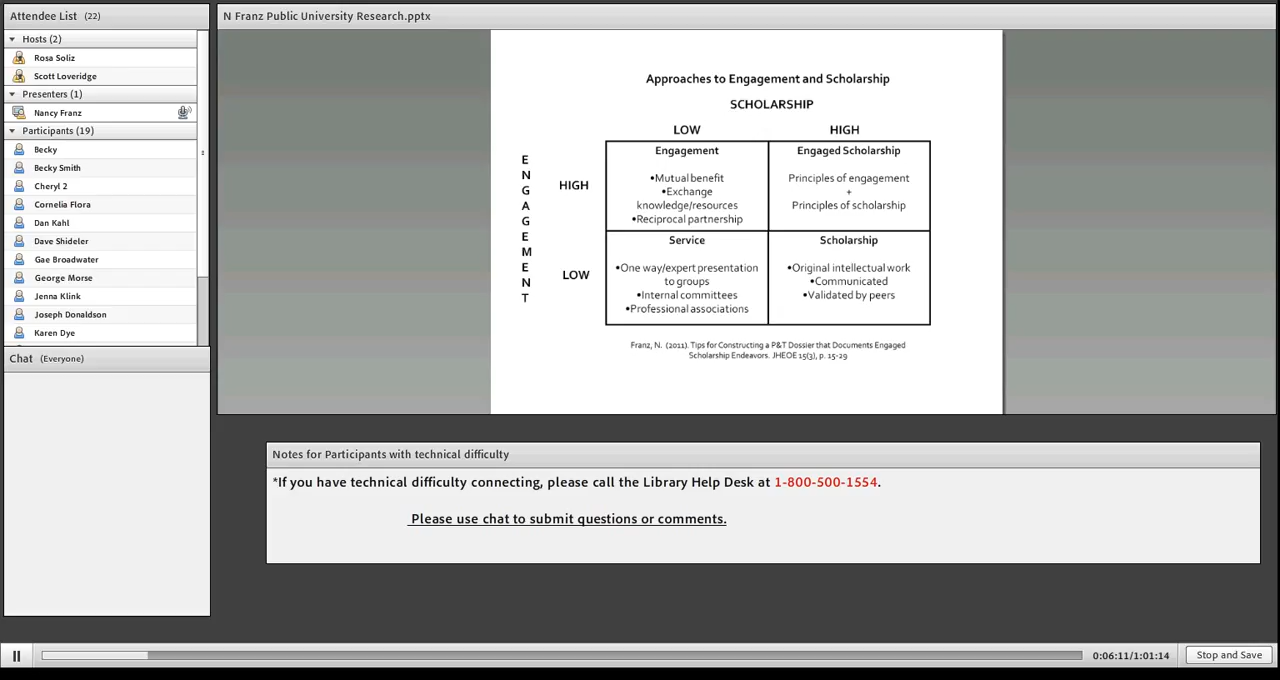 Attendee List (22)
Hosts (2)
Rosa Soliz
Scott Loveridge
Presenters (1)
Nancy Franz
Participants (19)
Becky
Becky Smith
Cheryl 2
Cornelia Flora
Dan Kahl
Dave Shideler
Gae Broadwater
George Morse
Jenna Klink
Joseph Donaldson
Karen Dye
Chat (Everyone)
N Franz Public University Research.pptx
Approaches to Engagement and Scholarship
SCHOLARSHIP
LOW HIGH
ENGAGEMENT
HIGH
Engagement
•Mutual benefit
•Exchange
knowledge/resources
•Reciprocal partnership
Engaged Scholarship
Principles of engagement
+
Principles of scholarship
LOW
Service
•One way/expert presentation
to groups
•Internal committees
•Professional associations
Scholarship
•Original intellectual work
•Communicated
•Validated by peers
Franz, N. (2011). Tips for Constructing a P&T Dossier that Documents Engaged
Scholarship Endeavors. JHEOE 15(3), p. 15-29
Notes for Participants with technical difficulty
*If you have technical difficulty connecting, please call the Library Help Desk at 1-800-500-1554.
Please use chat to submit questions or comments.
0:06:11/1:01:14
Stop and Save